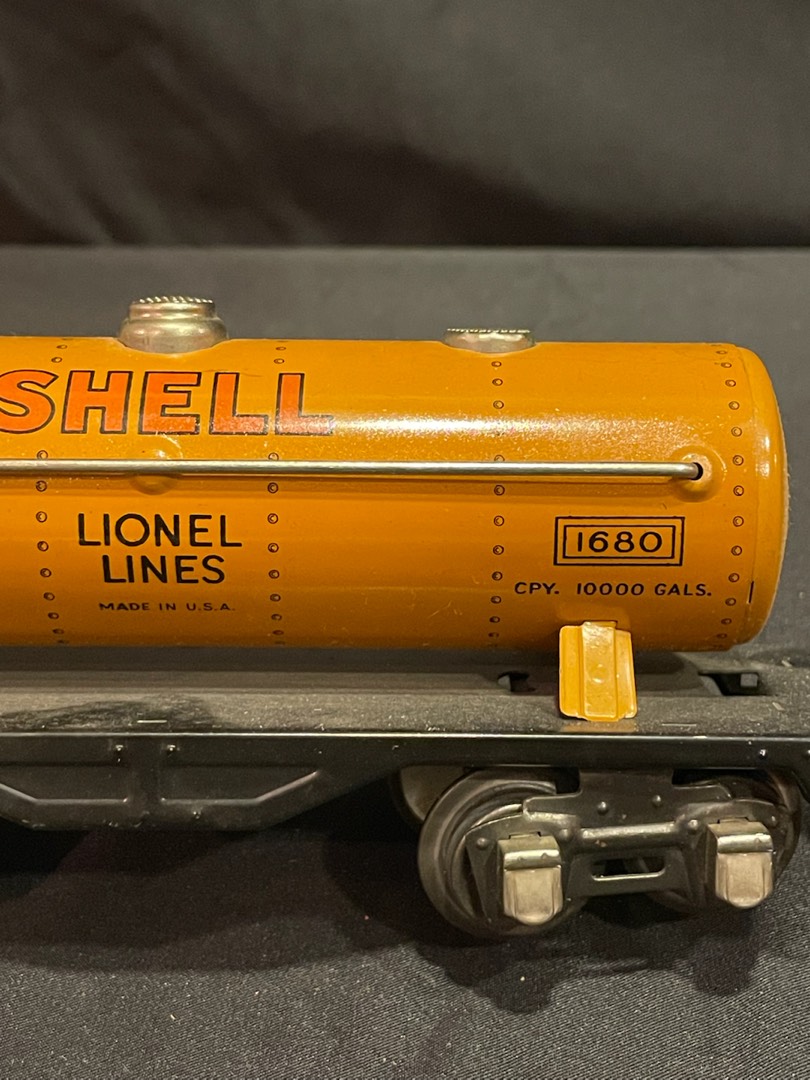 SHELL
LIONEL
LINES
MADE IN U.S.A.
1680
CPY. 10000 GALS.